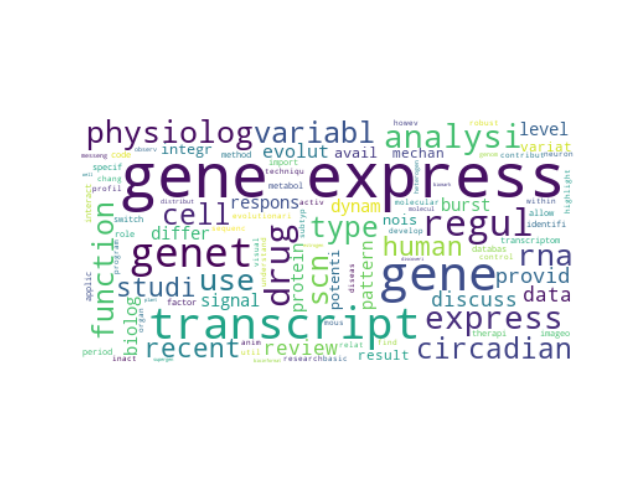 howev robust
physiolog variabl analysi level
messeng code integr method evolut avail mechan contribut neuron variat
specif import genom
chang techniqu
profil gene express within
interact distribut respons metabol activ molecular burst allow highlight
function switch cell drug type dynam nois regul identifi
role differ evolutionari subtyp develop transcriptom
biolog program genet visual understand protein scn pattern human databas rna
applic studi use potenti diseas gene control provid
factor signal discuss data
organ transcript mous express therapi imageo
period recent anim review relat find circadian
inact util researchbasic result